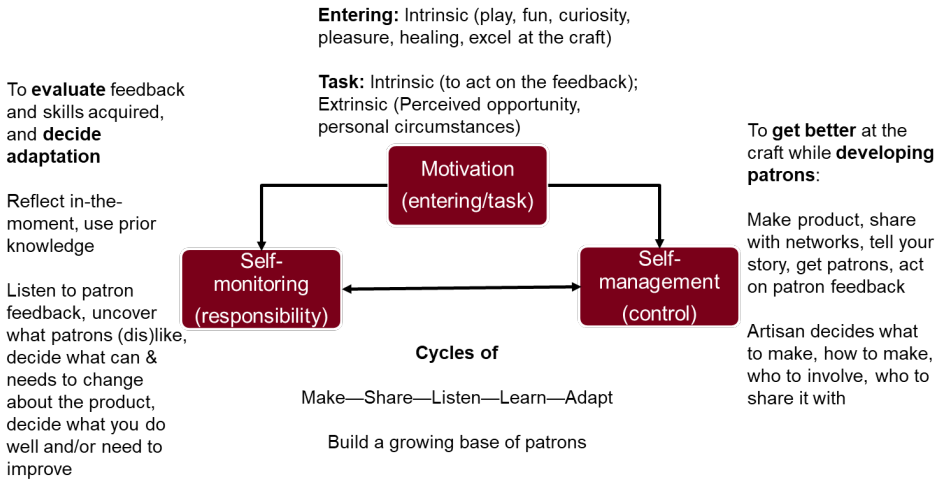 Entering: Intrinsic (play, fun, curiosity,
pleasure, healing, excel at the craft)
Task: Intrinsic (to act on the feedback);
Extrinsic (Perceived opportunity,
personal circumstances)
To evaluate feedback
and skills acquired,
and decide
adaptation
Reflect in-the-
moment, use prior
knowledge
Listen to patron
feedback, uncover
what patrons (dis)like,
decide what can &
needs to change
about the product,
decide what you do
well and/or need to
improve
Motivation
(entering/task)
Self-
monitoring
(responsibility)
Self-
management
(control)
Cycles of
Make—Share—Listen—Learn—Adapt
Build a growing base of patrons
To get better at the
craft while developing
patrons:
Make product, share
with networks, tell your
story, get patrons, act
on patron feedback
Artisan decides what
to make, how to make,
who to involve, who to
share it with